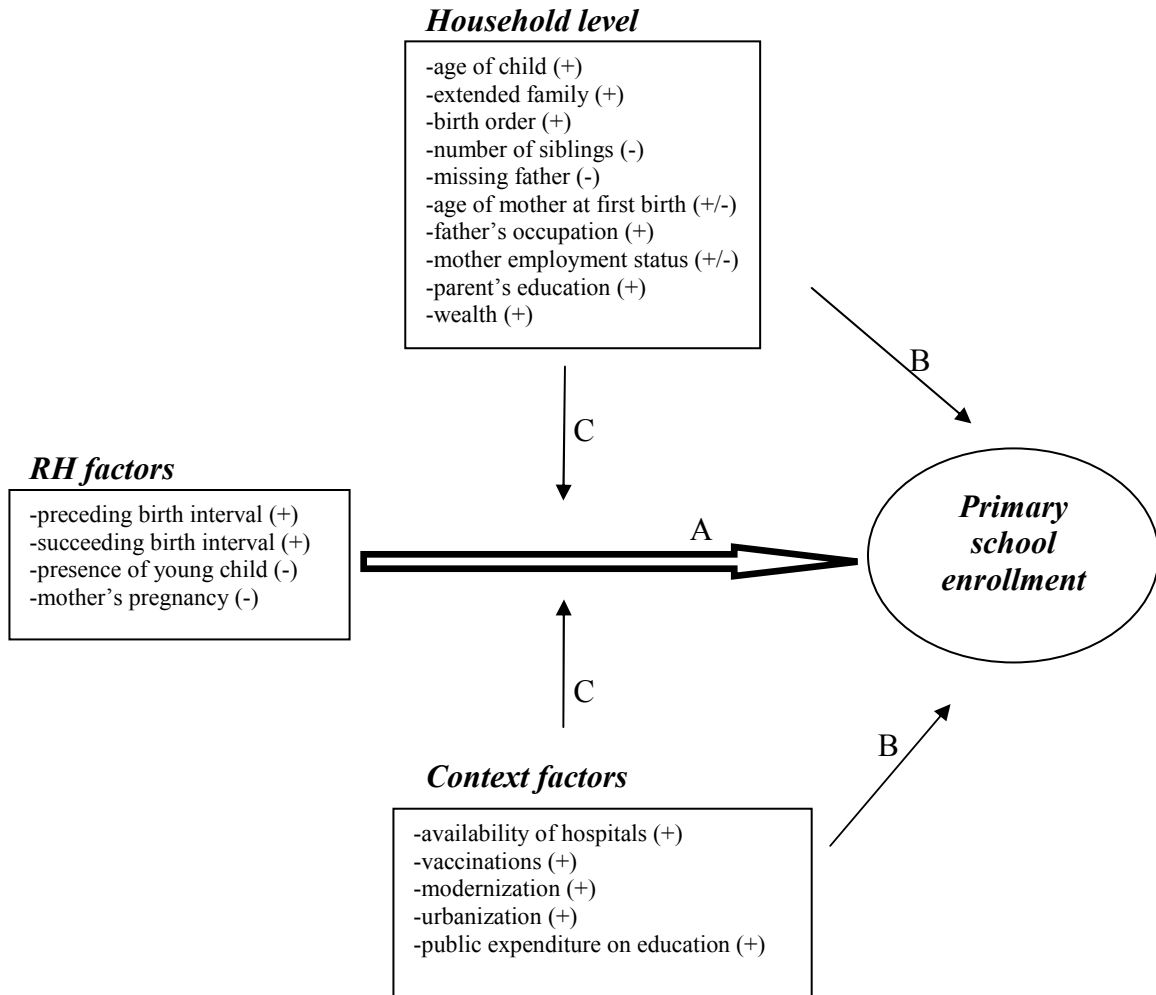 Household level
-age of child (+)
-extended family (+)
-birth order (+)
-number of siblings (-)
-missing father (-)
-age of mother at first birth (+/-)
-father’s occupation (+)
-mother employment status (+/-)
-parent’s education (+)
-wealth (+)
B
C
RH factors
-preceding birth interval (+)
-succeeding birth interval (+)
-presence of young child (-)
-mother’s pregnancy (-)
A
Primary
school
enrollment
C
B
Context factors
-availability of hospitals (+)
-vaccinations (+)
-modernization (+)
-urbanization (+)
-public expenditure on education (+)